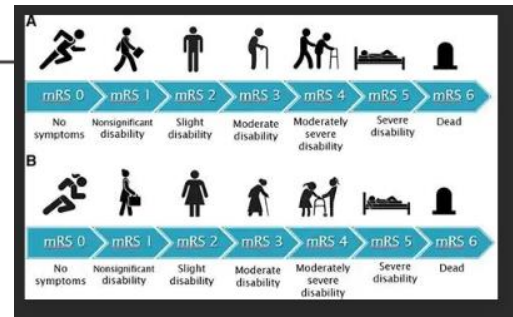 A
mRS 0 mRS 1 mRS 2 mRS 3 mRS 4 mRS 5 mRS 6
No symptoms
Nonsignificant disability
Slight disability
Moderate disability
Moderately severe disability
Severe disability
Dead
B
mRS 0 mRS 1 mRS 2 mRS 3 mRS 4 mRS 5 mRS 6
No symptoms
Nonsignificant disability
Slight disability
Moderate disability
Moderately severe disability
Severe disability
Dead